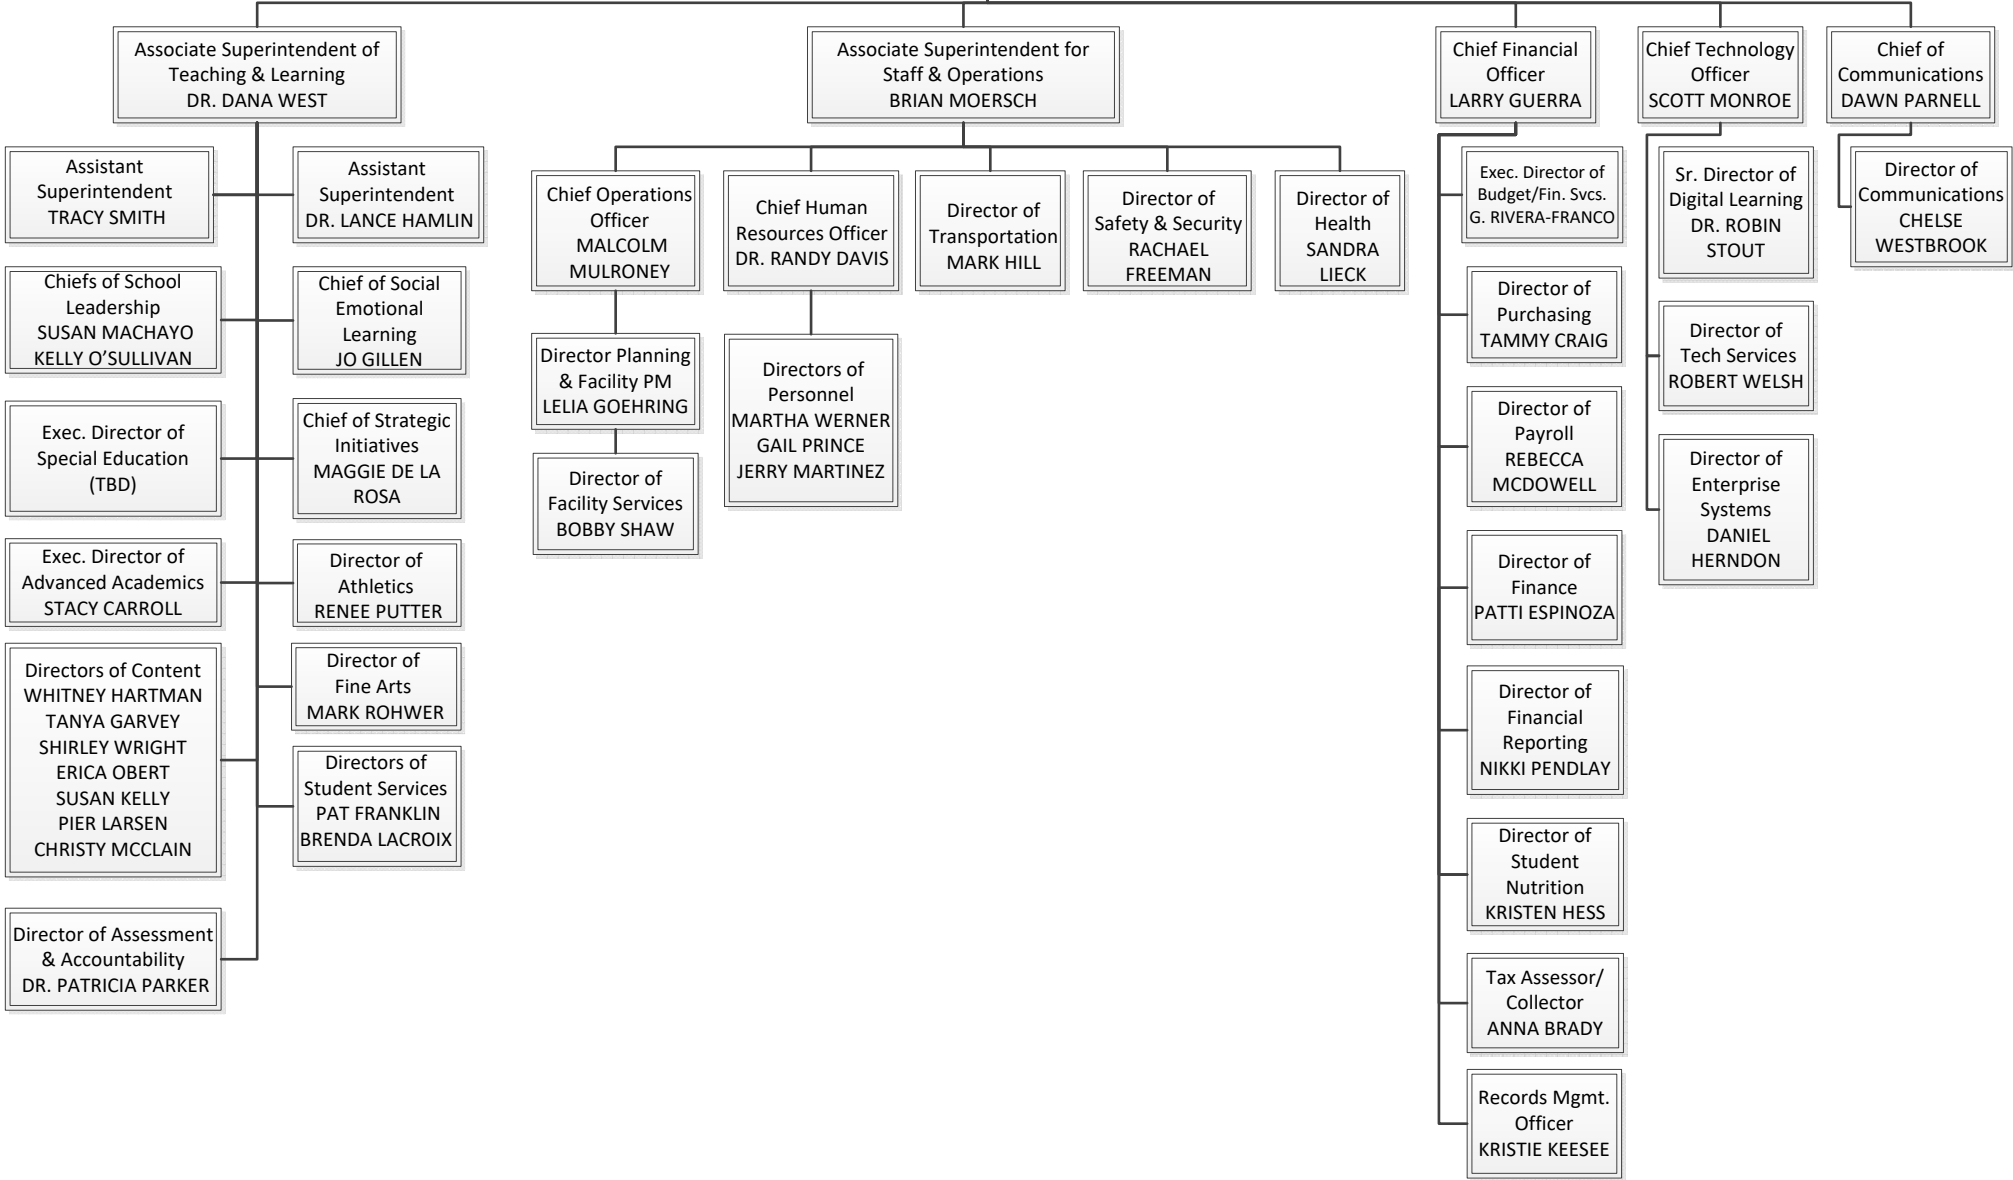 Associate Superintendent of
Teaching & Learning
DR. DANA WEST
Associate Superintendent for
Staff & Operations
BRIAN MOERSCH
Chief Financial
Officer
LARRY GUERRA
Chief Technology
Officer
SCOTT MONROE
Chief of
Communications
DAWN PARNELL
Assistant
Superintendent
TRACY SMITH
Assistant
Superintendent
DR. LANCE HAMLIN
Chiefs of School
Leadership
SUSAN MACHAYO
KELLY O’SULLIVAN
Chief of Social
Emotional
Learning
JO GILLEN
Exec. Director of
Special Education
(TBD)
Chief of Strategic
Initiatives
MAGGIE DE LA
ROSA
Exec. Director of
Advanced Academics
STACY CARROLL
Director of
Athletics
RENEE PUTTER
Directors of Content
WHITNEY HARTMAN
TANYA GARVEY
SHIRLEY WRIGHT
ERICA OBERT
SUSAN KELLY
PIER LARSEN
CHRISTY MCCLAIN
Director of
Fine Arts
MARK ROHWER
Directors of
Student Services
PAT FRANKLIN
BRENDA LACROIX
Director of Assessment
& Accountability
DR. PATRICIA PARKER
Chief Operations
Officer
MALCOLM
MULRONEY
Chief Human
Resources Officer
DR. RANDY DAVIS
Director of
Transportation
MARK HILL
Director of
Safety & Security
RACHAEL
FREEMAN
Director of
Health
SANDRA
LIECK
Director Planning
& Facility PM
LELIA GOEHRING
Directors of
Personnel
MARTHA WERNER
GAIL PRINCE
JERRY MARTINEZ
Director of
Facility Services
BOBBY SHAW
Exec. Director of
Budget/Fin. Svcs.
G. RIVERA-FRANCO
Director of
Purchasing
TAMMY CRAIG
Director of
Payroll
REBECCA
MCDOWELL
Director of
Finance
PATTI ESPINOZA
Director of
Financial
Reporting
NIKKI PENDLAY
Director of
Student
Nutrition
KRISTEN HESS
Tax Assessor/
Collector
ANNA BRADY
Records Mgmt.
Officer
KRISTIE KEESEE
Sr. Director of
Digital Learning
DR. ROBIN
STOUT
Director of
Tech Services
ROBERT WELSH
Director of
Enterprise
Systems
DANIEL
HERNDON
Director of
Communications
CHELSE
WESTBROOK